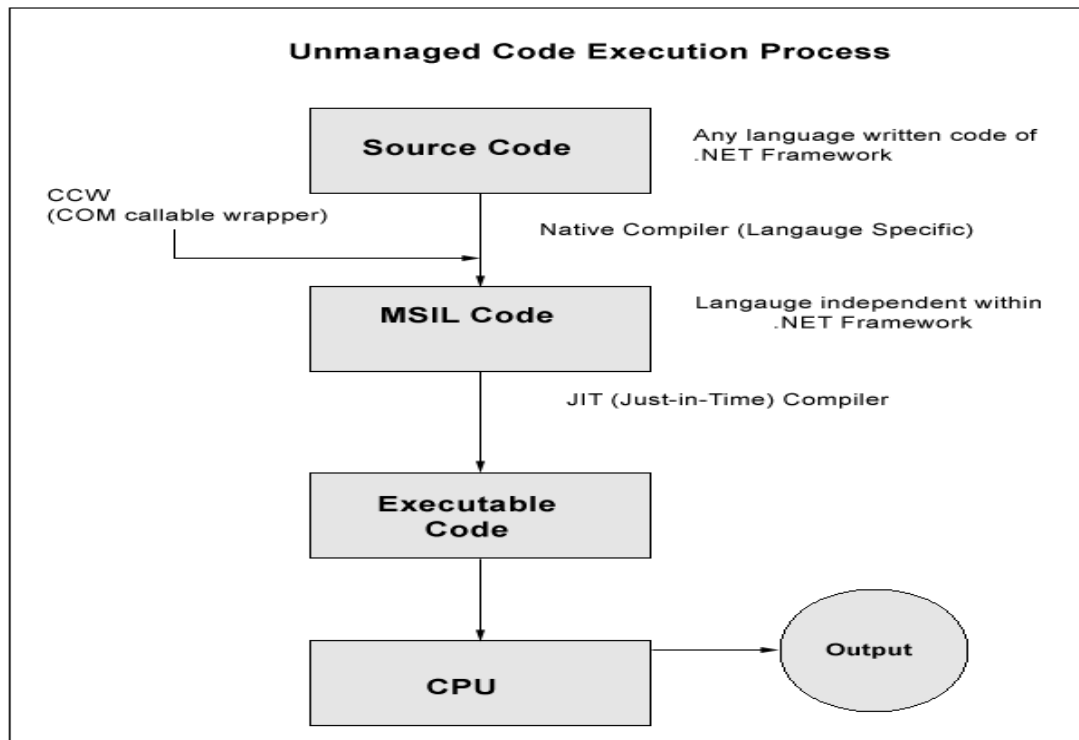 Unmanaged Code Execution Process
Source Code
Any language written code of
.NET Framework
CCW
(COM callable wrapper)
Native Compiler (Langauge Specific)
MSIL Code
Langauge independent within
.NET Framework
JIT (Just-in-Time) Compiler
Executable
Code
Output
CPU